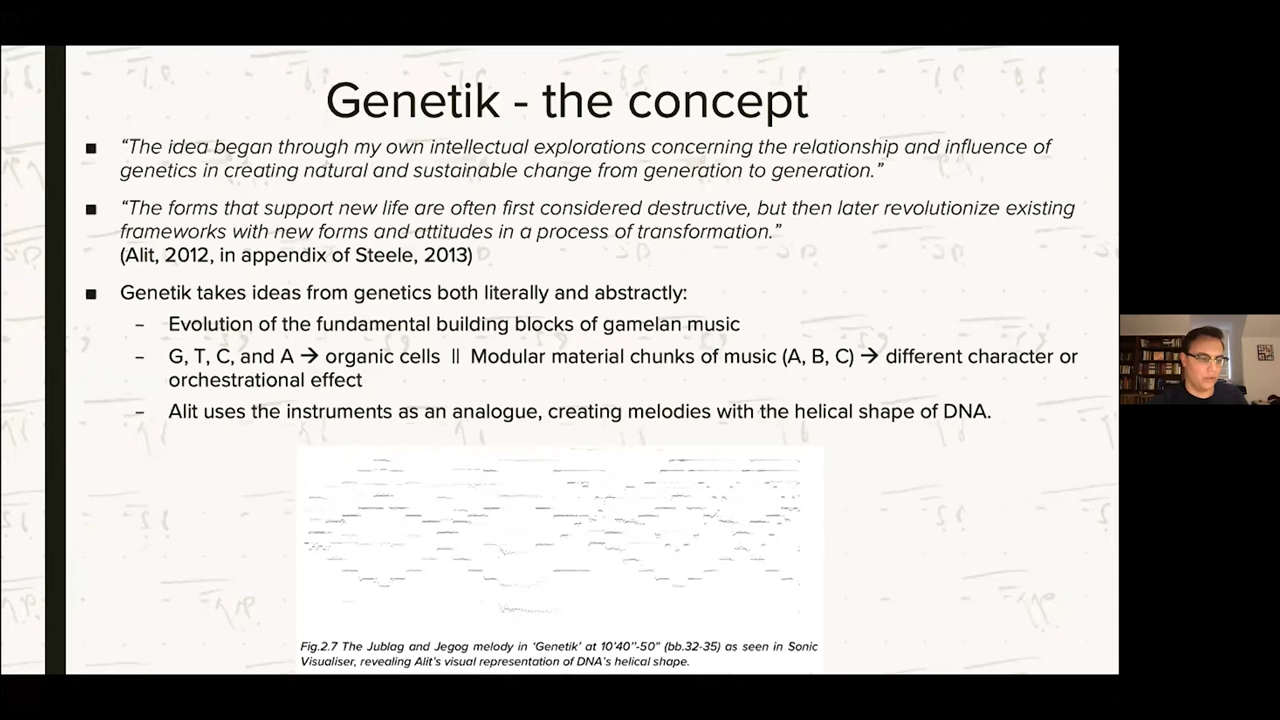 Genetik - the concept
■ “The idea began through my own intellectual explorations concerning the relationship and influence of
genetics in creating natural and sustainable change from generation to generation.”
■ “The forms that support new life are often first considered destructive, but then later revolutionize existing
frameworks with new forms and attitudes in a process of transformation.”
(Alit, 2012, in appendix of Steele, 2013)
■ Genetik takes ideas from genetics both literally and abstractly:
– Evolution of the fundamental building blocks of gamelan music
– G, T, C, and A → organic cells || Modular material chunks of music (A, B, C) → different character or
orchestrational effect
– Alit uses the instruments as an analogue, creating melodies with the helical shape of DNA.
Fig.2.7 The Jublag and Jegog melody in ‘Genetik’ at 10’40”-50” (bb.32-35) as seen in Sonic
Visualiser, revealing Alit’s visual representation of DNA’s helical shape.